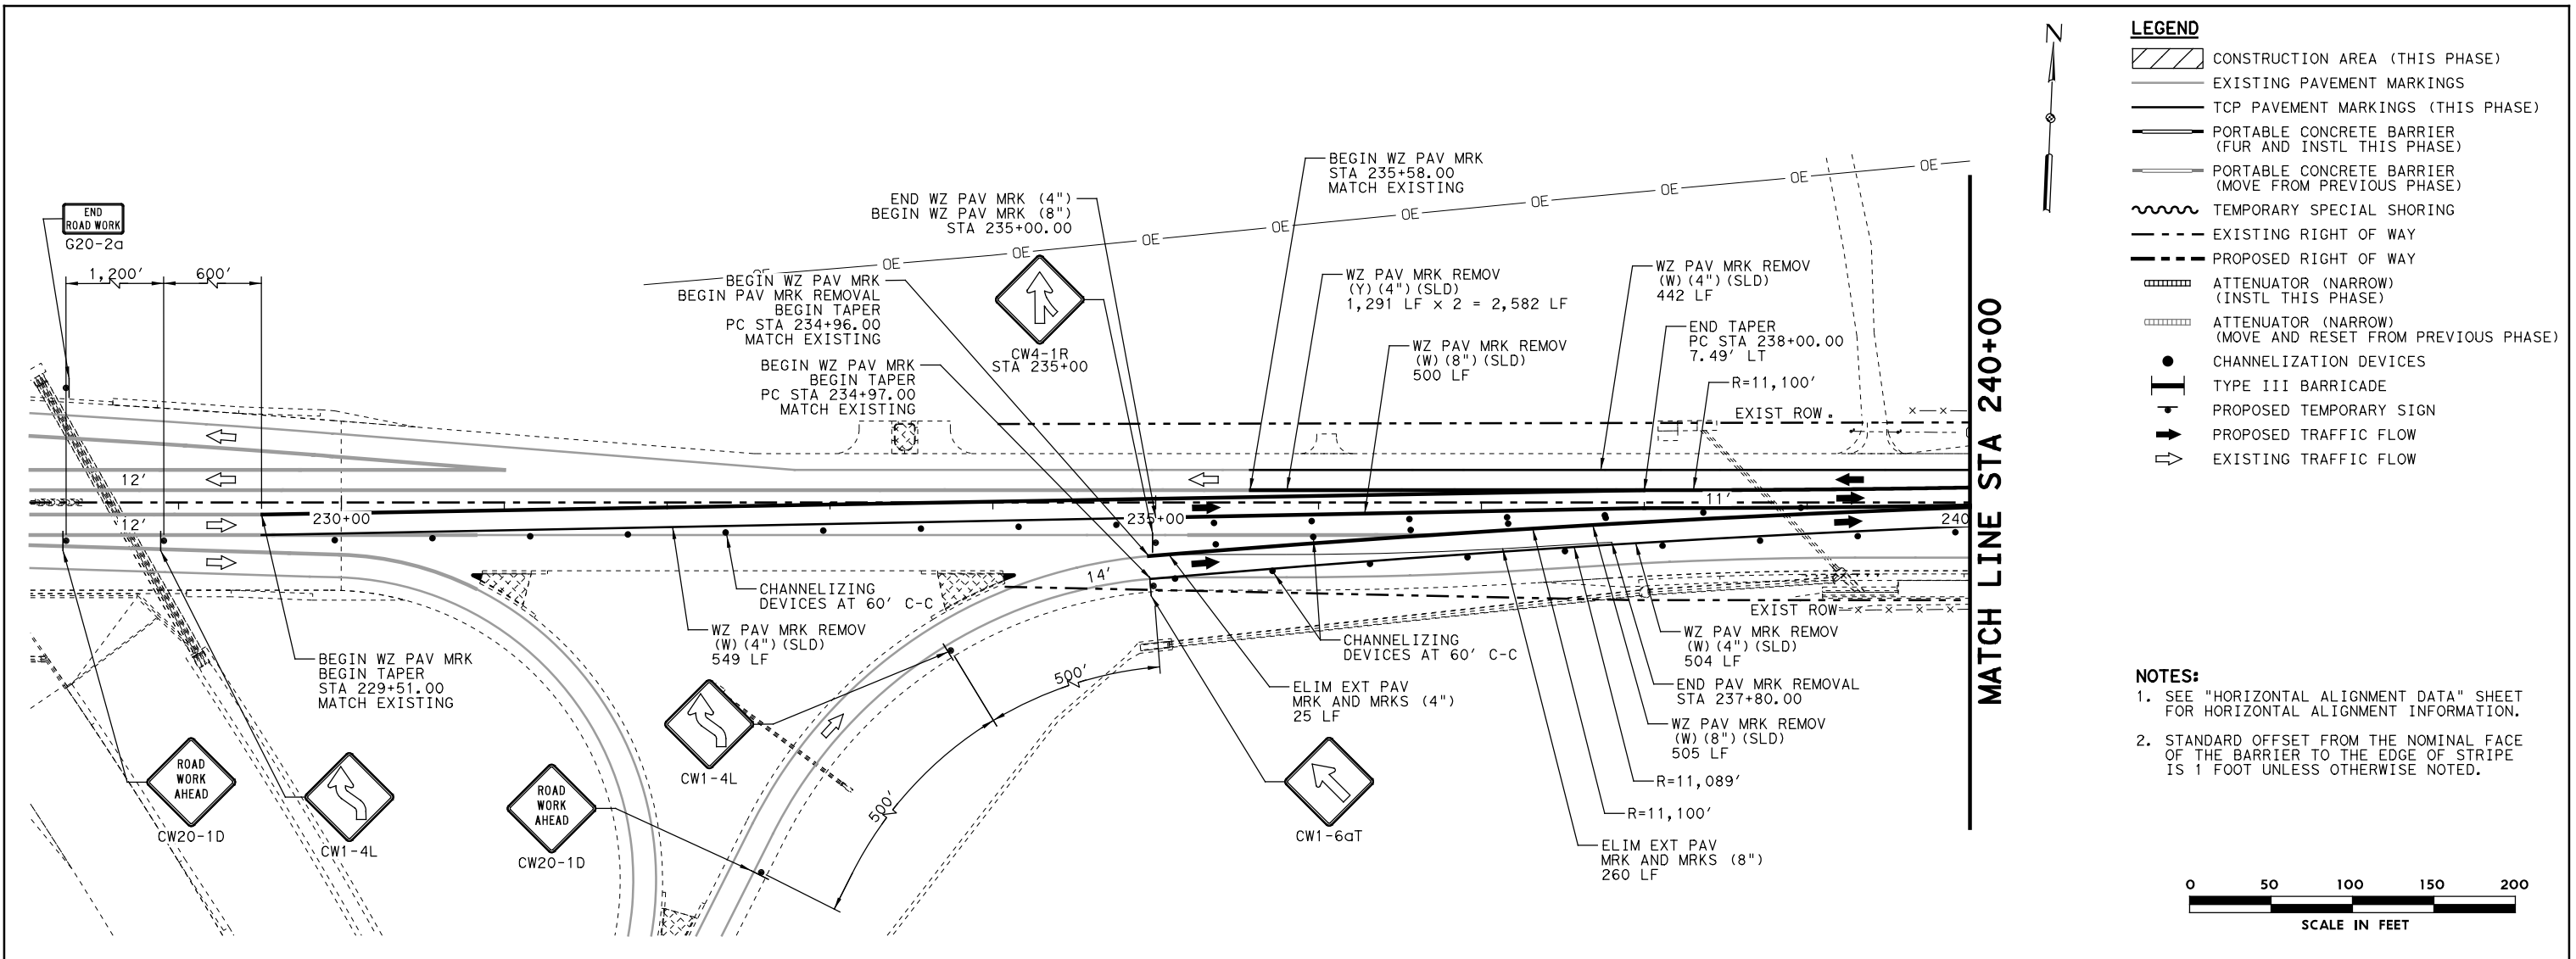 END
ROAD WORK
G20-2a
1,200'
600'
END WZ PAV MRK (4")
BEGIN WZ PAV MRK (8")
STA 235+00.00
BEGIN WZ PAV MRK
STA 235+58.00
MATCH EXISTING
OE
OE
OE
OE
OE
OE
OE
OE
OE
OE
BEGIN WZ PAV MRK
BEGIN PAV MRK REMOVAL
BEGIN TAPER
PC STA 234+96.00
MATCH EXISTING
BEGIN WZ PAV MRK
BEGIN TAPER
PC STA 234+97.00
MATCH EXISTING
CW4-1R
STA 235+00
WZ PAV MRK REMOV
(Y)(4")(SLD)
1,291 LF x 2 = 2,582 LF
WZ PAV MRK REMOV
(W)(8")(SLD)
500 LF
WZ PAV MRK REMOV
(W)(4")(SLD)
442 LF
END TAPER
PC STA 238+00.00
7.49' LT
R=11,100'
EXIST ROW
x
x
12'
12'
230+00
235+00
11'
240
14'
MATCH LINE STA 240+00
BEGIN WZ PAV MRK
BEGIN TAPER
STA 229+51.00
MATCH EXISTING
CHANNELIZING
DEVICES AT 60' C-C
WZ PAV MRK REMOV
(W)(4")(SLD)
549 LF
500'
500'
CHANNELIZING
DEVICES AT 60' C-C
ELIM EXT PAV
MRK AND MRKS (4")
25 LF
EXIST ROW
x
x
x
x
WZ PAV MRK REMOV
(W)(4")(SLD)
504 LF
END PAV MRK REMOVAL
STA 237+80.00
WZ PAV MRK REMOV
(W)(8")(SLD)
505 LF
R=11,089'
R=11,100'
ELIM EXT PAV
MRK AND MRKS (8")
260 LF
ROAD
WORK
AHEAD
CW20-1D
CW1-4L
ROAD
WORK
AHEAD
CW20-1D
CW1-4L
CW1-6aT
N
LEGEND
CONSTRUCTION AREA (THIS PHASE)
EXISTING PAVEMENT MARKINGS
TCP PAVEMENT MARKINGS (THIS PHASE)
PORTABLE CONCRETE BARRIER
(FUR AND INSTL THIS PHASE)
PORTABLE CONCRETE BARRIER
(MOVE FROM PREVIOUS PHASE)
TEMPORARY SPECIAL SHORING
EXISTING RIGHT OF WAY
PROPOSED RIGHT OF WAY
ATTENUATOR (NARROW)
(INSTL THIS PHASE)
ATTENUATOR (NARROW)
(MOVE AND RESET FROM PREVIOUS PHASE)
CHANNELIZATION DEVICES
TYPE III BARRICADE
PROPOSED TEMPORARY SIGN
PROPOSED TRAFFIC FLOW
EXISTING TRAFFIC FLOW
NOTES:
1. SEE "HORIZONTAL ALIGNMENT DATA" SHEET
FOR HORIZONTAL ALIGNMENT INFORMATION.
2. STANDARD OFFSET FROM THE NOMINAL FACE
OF THE BARRIER TO THE EDGE OF STRIPE
IS 1 FOOT UNLESS OTHERWISE NOTED.
0 50 100 150 200
SCALE IN FEET